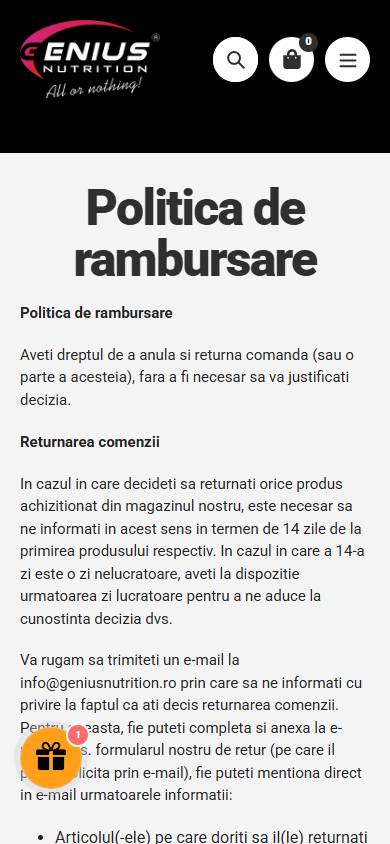 GENIUS®
NUTRITION
All or nothing!
0
Politica de
rambursare
Politica de rambursare
Aveti dreptul de a anula si returna comanda (sau o
parte a acesteia), fara a fi necesar sa va justificati
decizia.
Returnarea comenzii
In cazul in care decideti sa returnati orice produs
achizitionat din magazinul nostru, este necesar sa
ne informati in acest sens in termen de 14 zile de la
primirea produsului respectiv. In cazul in care a 14-a
zi este o zi nelucratoare, aveti la dispozitie
urmatoarea zi lucratoare pentru a ne aduce la
cunostinta decizia dvs.
Va rugam sa trimiteti un e-mail la
info@geniusnutrition.ro prin care sa ne informati cu
privire la faptul ca ati decis returnarea comenzii.
Pentru aceasta, fie puteti completa si anexa la e-
formularul nostru de retur (pe care il
prin e-mail), fie puteti mentiona direct
in e-mail urmatoarele informatii:
1
• Articolul(-ele) pe care doriti sa il(le) returnati